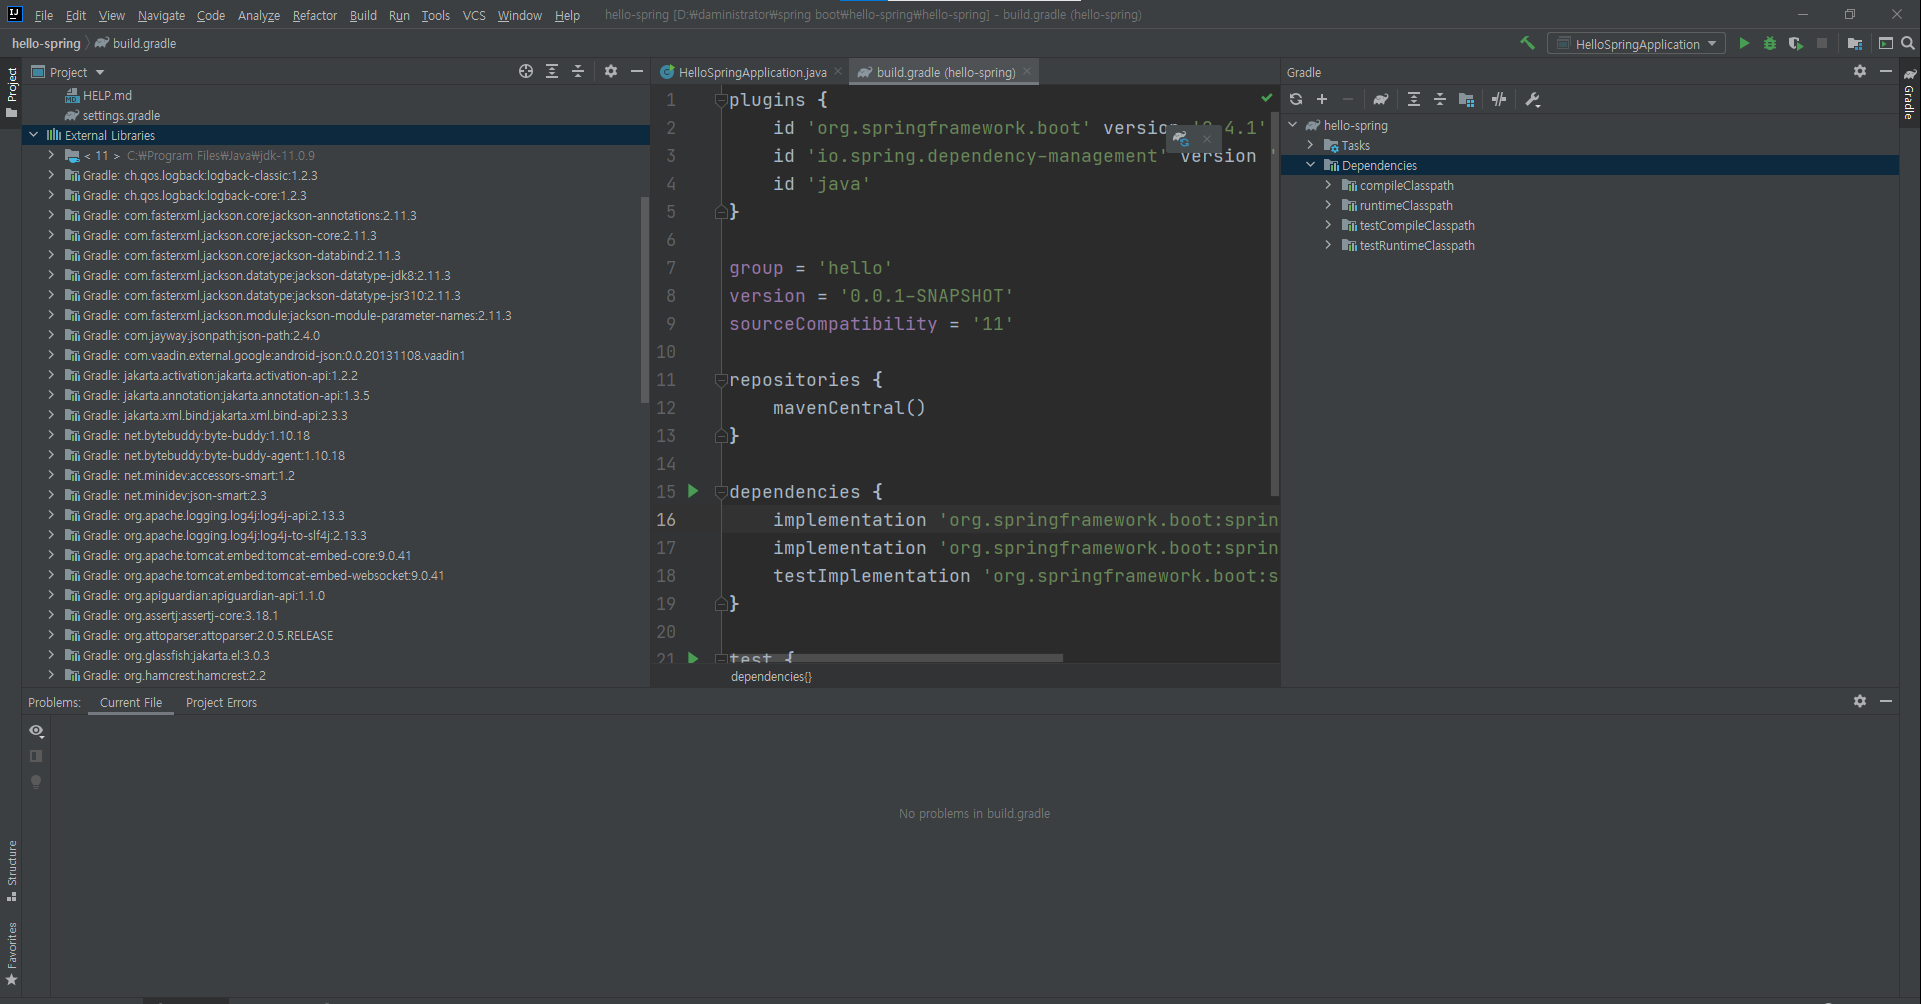 File Edit View Navigate Code Analyze Refactor Build Run Tools VCS Window Help hello-spring [D:₩daministrator₩spring boot₩hello-spring₩hello-spring] - build.gradle (hello-spring)
hello-spring build.gradle HelloSpringApplication
Project
Project
HELP.md
settings.gradle
External Libraries
< 11 > C:₩Program Files₩Java₩jdk-11.0.9
Gradle: ch.qos.logback:logback-classic:1.2.3
Gradle: ch.qos.logback:logback-core:1.2.3
Gradle: com.fasterxml.jackson.core:jackson-annotations:2.11.3
Gradle: com.fasterxml.jackson.core:jackson-core:2.11.3
Gradle: com.fasterxml.jackson.core:jackson-databind:2.11.3
Gradle: com.fasterxml.jackson.datatype:jackson-datatype-jdk8:2.11.3
Gradle: com.fasterxml.jackson.datatype:jackson-datatype-jsr310:2.11.3
Gradle: com.fasterxml.jackson.module:jackson-module-parameter-names:2.11.3
Gradle: com.jayway.jsonpath:json-path:2.4.0
Gradle: com.vaadin.external.google:android-json:0.0.20131108.vaadin1
Gradle: jakarta.activation:jakarta.activation-api:1.2.2
Gradle: jakarta.annotation:jakarta.annotation-api:1.3.5
Gradle: jakarta.xml.bind:jakarta.xml.bind-api:2.3.3
Gradle: net.bytebuddy:byte-buddy:1.10.18
Gradle: net.bytebuddy:byte-buddy-agent:1.10.18
Gradle: net.minidev:accessors-smart:1.2
Gradle: net.minidev:json-smart:2.3
Gradle: org.apache.logging.log4j:log4j-api:2.13.3
Gradle: org.apache.logging.log4j:log4j-to-slf4j:2.13.3
Gradle: org.apache.tomcat.embed:tomcat-embed-core:9.0.41
Gradle: org.apache.tomcat.embed:tomcat-embed-websocket:9.0.41
Gradle: org.apiguardian:apiguardian-api:1.1.0
Gradle: org.assertj:assertj-core:3.18.1
Gradle: org.attoparser:attoparser:2.0.5.RELEASE
Gradle: org.glassfish:jakarta.el:3.0.3
Gradle: org.hamcrest:hamcrest:2.2
HelloSpringApplication.java build.gradle (hello-spring)
1 plugins {
2 id 'org.springframework.boot' version 4.1'
3 id 'io.spring.dependency-management' version '
4 id 'java'
5 }
6
7 group = 'hello'
8 version = '0.0.1-SNAPSHOT'
9 sourceCompatibility = '11'
10
11 repositories {
12 mavenCentral()
13 }
14
15 dependencies {
16 implementation 'org.springframework.boot:sprin
17 implementation 'org.springframework.boot:sprin
18 testImplementation 'org.springframework.boot:s
19 }
20
21 test {
dependencies{}
Gradle
Gradle
hello-spring
Tasks
Dependencies
compileClasspath
runtimeClasspath
testCompileClasspath
testRuntimeClasspath
Problems: Current File Project Errors
No problems in build.gradle
Structure
Favorites